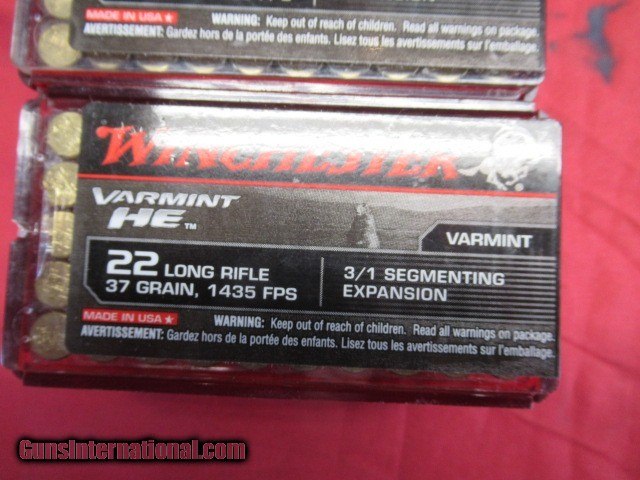 MADE IN USA★ WARNING: Keep out of reach of children. Read all warnings on package.
AVERTISSEMENT: Gardez hors de la portée des enfants. Lisez tous les avertissements sur l'emballage.
WINCHESTER
VARMINT
HE™
VARMINT
22 LONG RIFLE
37 GRAIN, 1435 FPS
3/1 SEGMENTING
EXPANSION
MADE IN USA★ WARNING: Keep out of reach of children. Read all warnings on package.
AVERTISSEMENT: Gardez hors de la portée des enfants. Lisez tous les avertissements sur l'emballage.
GunsInternational.com